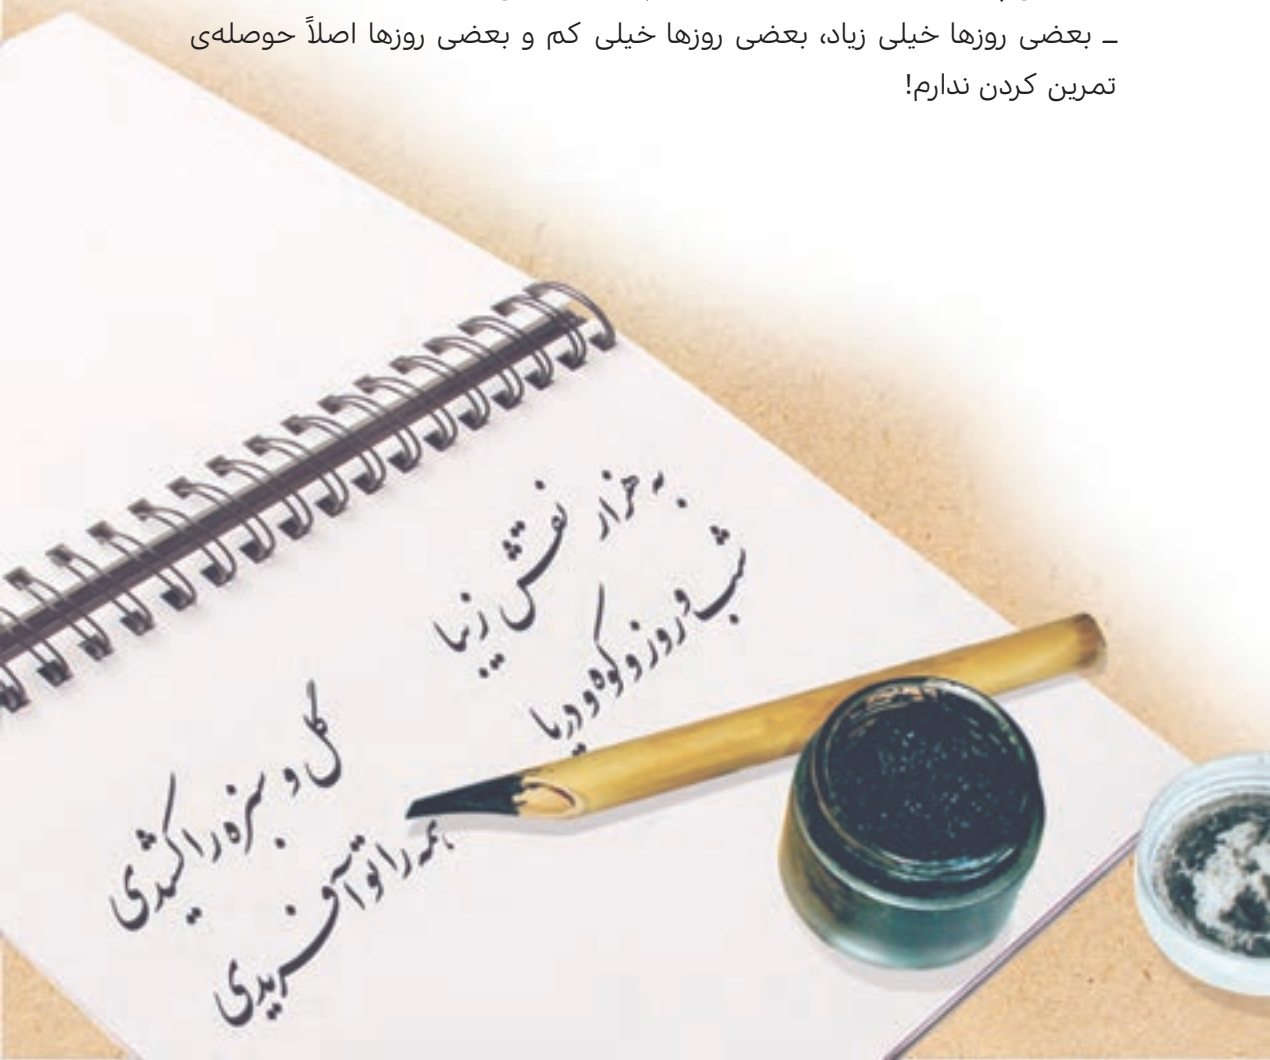 ـ بعضی روزها خیلی زیاد، بعضی روزها خیلی کم و بعضی روزها اصلاً حوصله‌ی
تمرین کردن ندارم!
به هزار نقش زیبا
گل و سبزه را کشیدی
شب و روز و کوه و دریا
همه را تو آفریدی